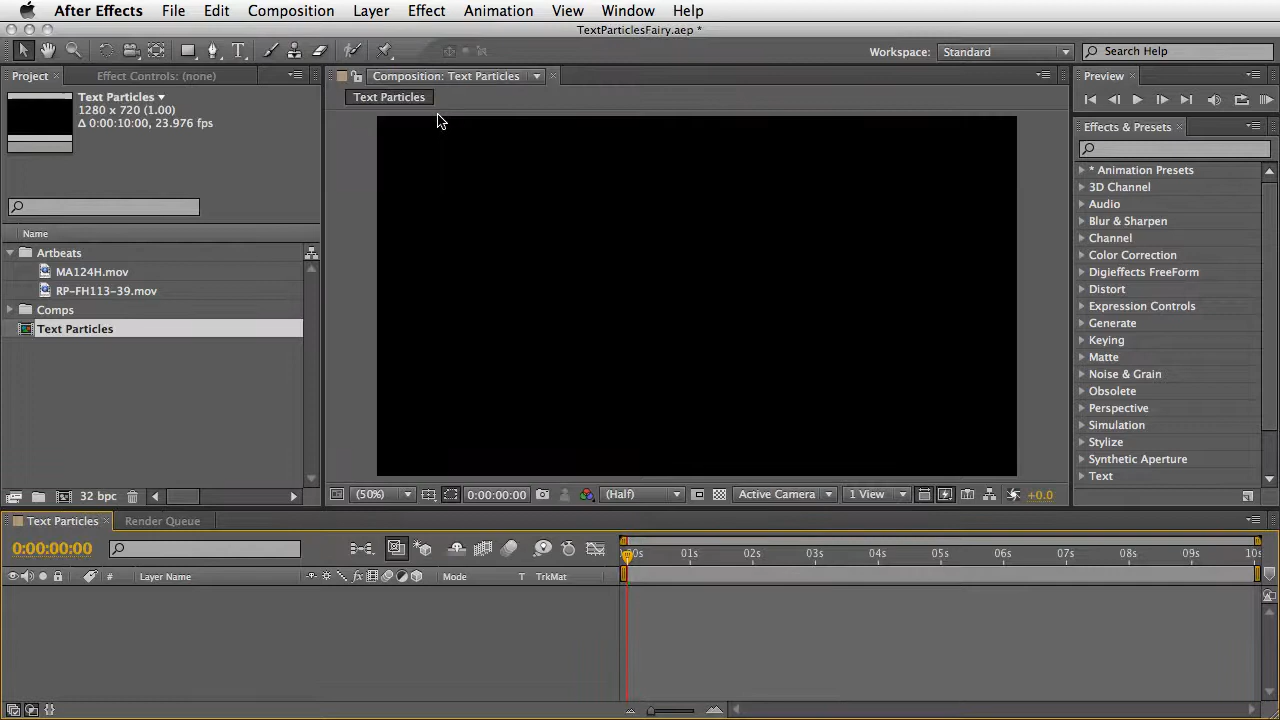 After Effects File Edit Composition Layer Effect Animation View Window Help
TextParticlesFairy.aep *
T Workspace: Standard Search Help
Project Effect Controls: (none) Composition: Text Particles Preview
Text Particles
1280 x 720 (1.00)
Δ 0:00:10:00, 23.976 fps
Text Particles
Effects & Presets
* Animation Presets
3D Channel
Audio
Blur & Sharpen
Channel
Color Correction
Digieffects FreeForm
Distort
Expression Controls
Generate
Keying
Matte
Noise & Grain
Obsolete
Perspective
Simulation
Stylize
Synthetic Aperture
Text
Name
Artbeats
MA124H.mov
RP-FH113-39.mov
Comps
Text Particles
32 bpc
(50%) 0:00:00:00 (Half) Active Camera 1 View +0.0
Text Particles Render Queue
0:00:00:00
# Layer Name fx Mode T TrkMat
00s 01s 02s 03s 04s 05s 06s 07s 08s 09s 10s